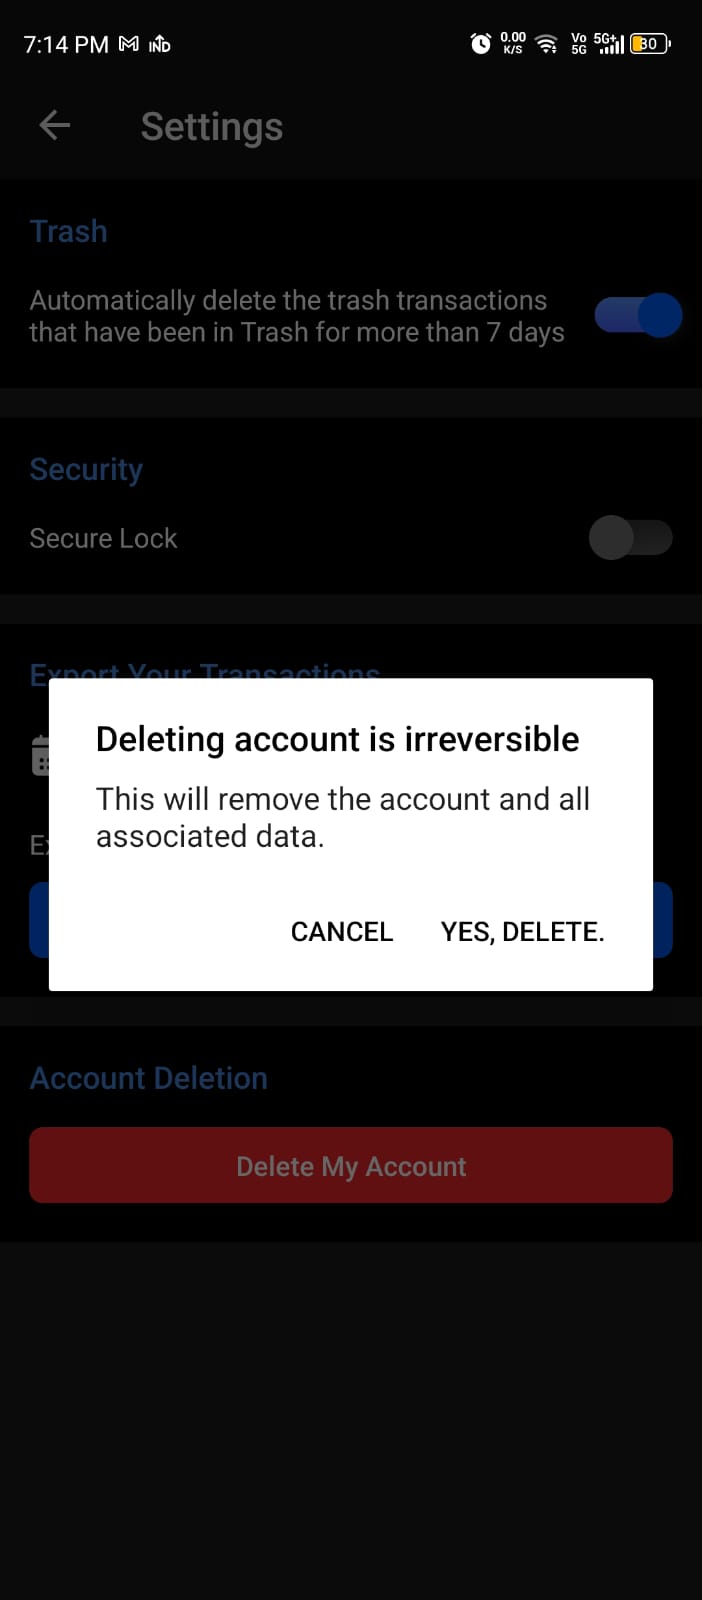 7:14 PM IND 0.00 K/S Vo 5G 5G+ 30
Settings
Trash
Automatically delete the trash transactions
that have been in Trash for more than 7 days
Security
Secure Lock
Export Your Transactions
Deleting account is irreversible
This will remove the account and all
associated data.
CANCEL YES, DELETE.
Account Deletion
Delete My Account